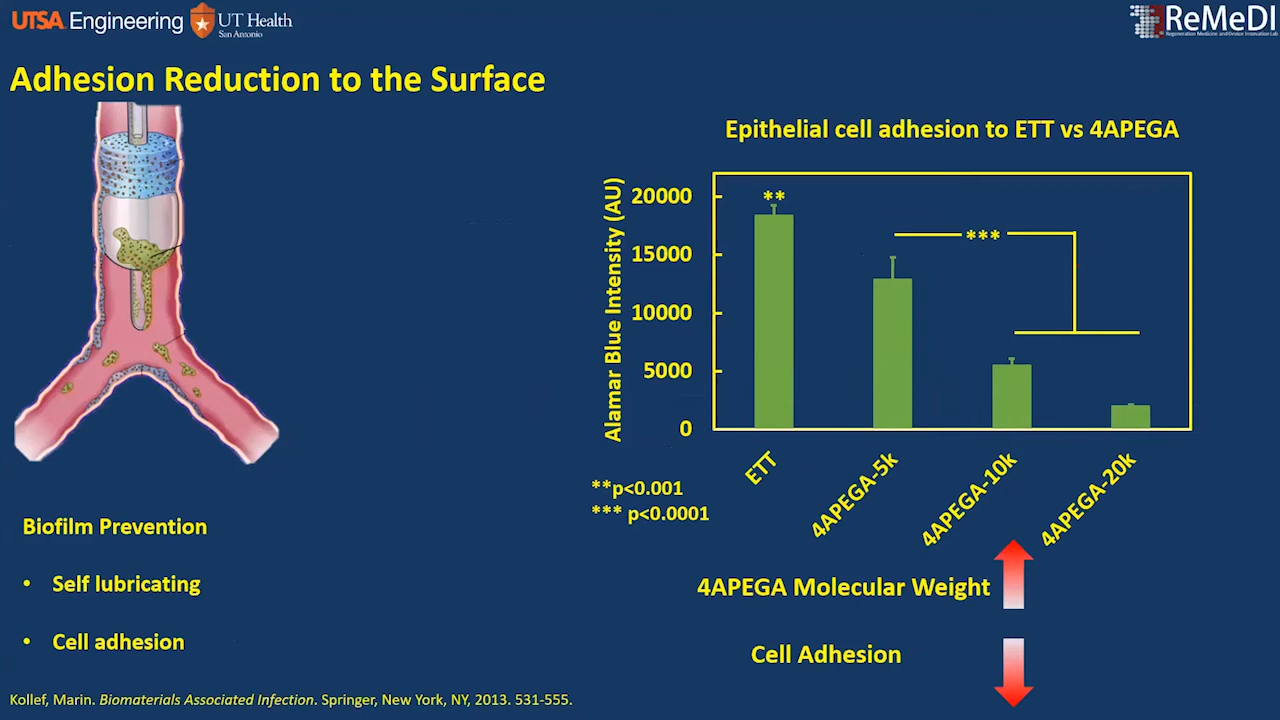 UTSA Engineering UT Health
San Antonio
ReMeDI
Regeneration Medicine and Device Innovation Lab
Adhesion Reduction to the Surface
Epithelial cell adhesion to ETT vs 4APEGA
Alamar Blue Intensity (AU)
20000
15000
10000
5000
0
**
***
ETT
4APEGA-5k
4APEGA-10k
4APEGA-20k
**p<0.001
*** p<0.0001
Biofilm Prevention
• Self lubricating
• Cell adhesion
4APEGA Molecular Weight
Cell Adhesion
Kollef, Marin. Biomaterials Associated Infection. Springer, New York, NY, 2013. 531-555.